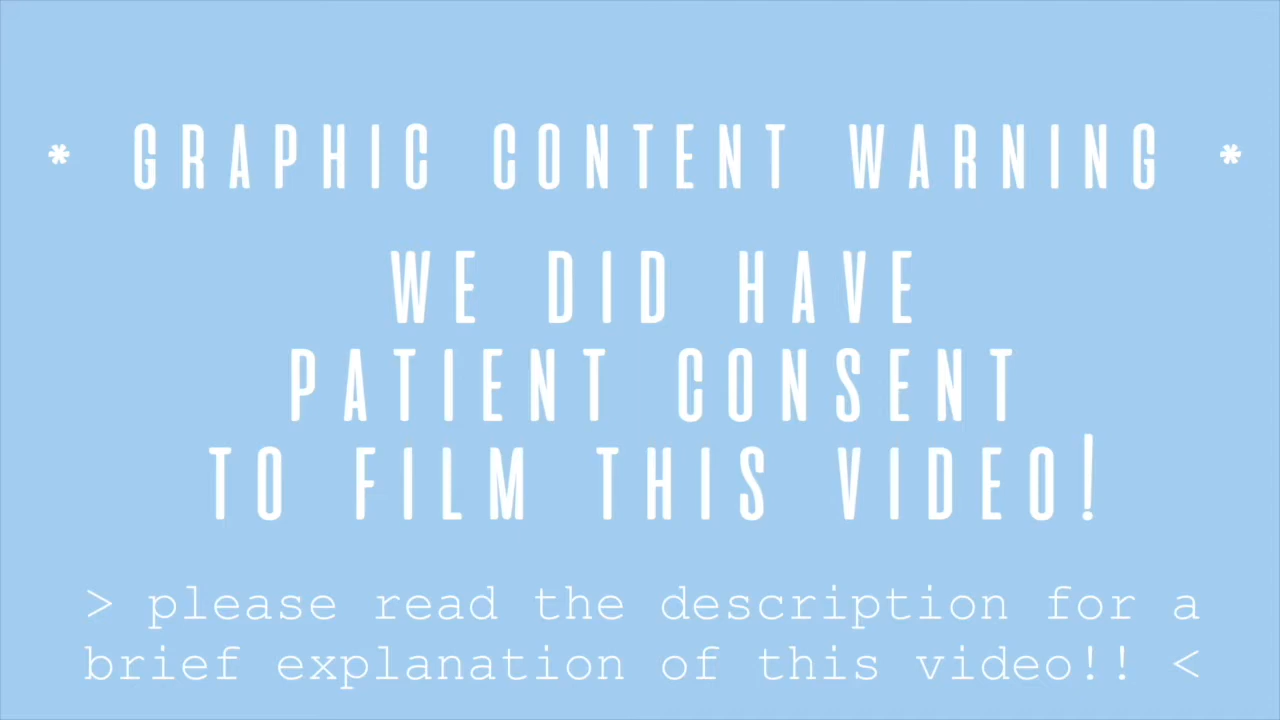 * GRAPHIC CONTENT WARNING *
WE DID HAVE
PATIENT CONSENT
TO FILM THIS VIDEO!
> please read the description for a
brief explanation of this video!! <